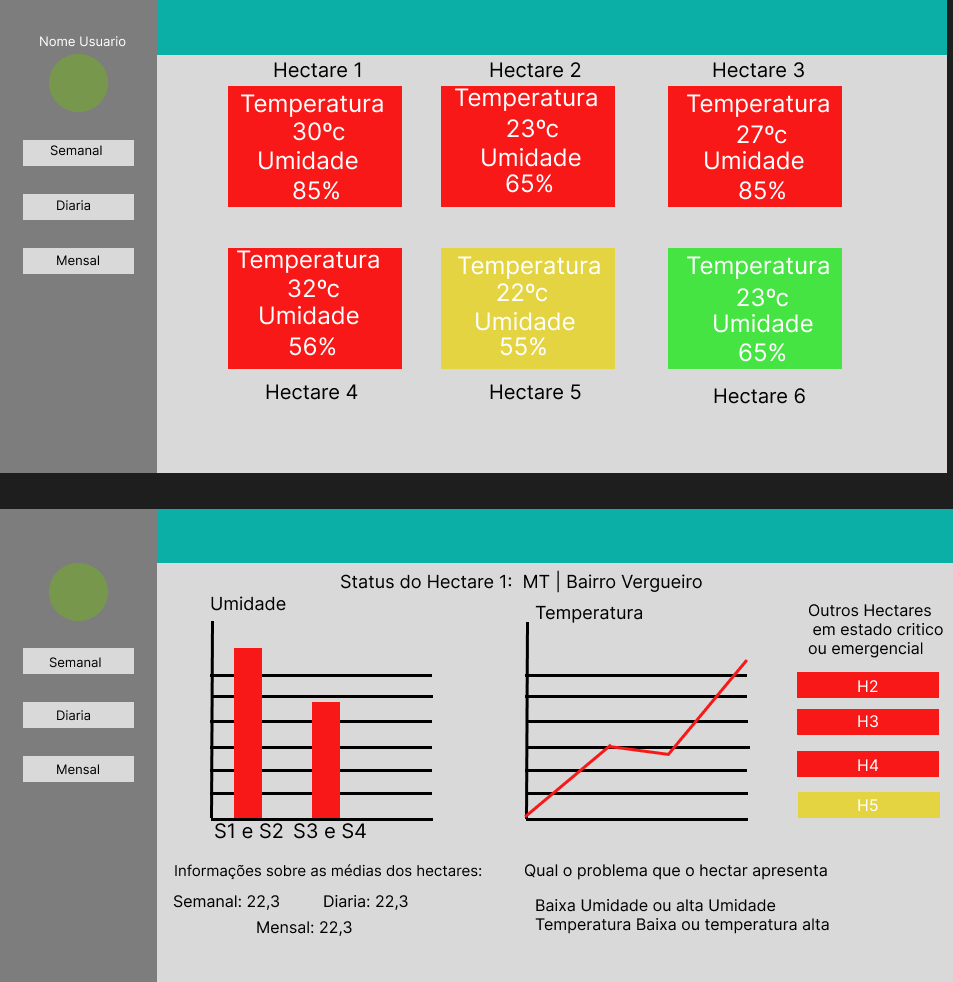 Nome Usuario
Semanal
Diaria
Mensal
Hectare 1
Temperatura
30ºc
Umidade
85%
Hectare 2
Temperatura
23ºc
Umidade
65%
Hectare 3
Temperatura
27ºc
Umidade
85%
Temperatura
32ºc
Umidade
56%
Hectare 4
Temperatura
22ºc
Umidade
55%
Hectare 5
Temperatura
23ºc
Umidade
65%
Hectare 6
Semanal
Diaria
Mensal
Status do Hectare 1:  MT | Bairro Vergueiro
Umidade
S1 e S2
S3 e S4
Temperatura
Outros Hectares
em estado critico
ou emergencial
H2
H3
H4
H5
Informações sobre as médias dos hectares:
Semanal: 22,3
Diaria: 22,3
Mensal: 22,3
Qual o problema que o hectar apresenta
Baixa Umidade ou alta Umidade
Temperatura Baixa ou temperatura alta